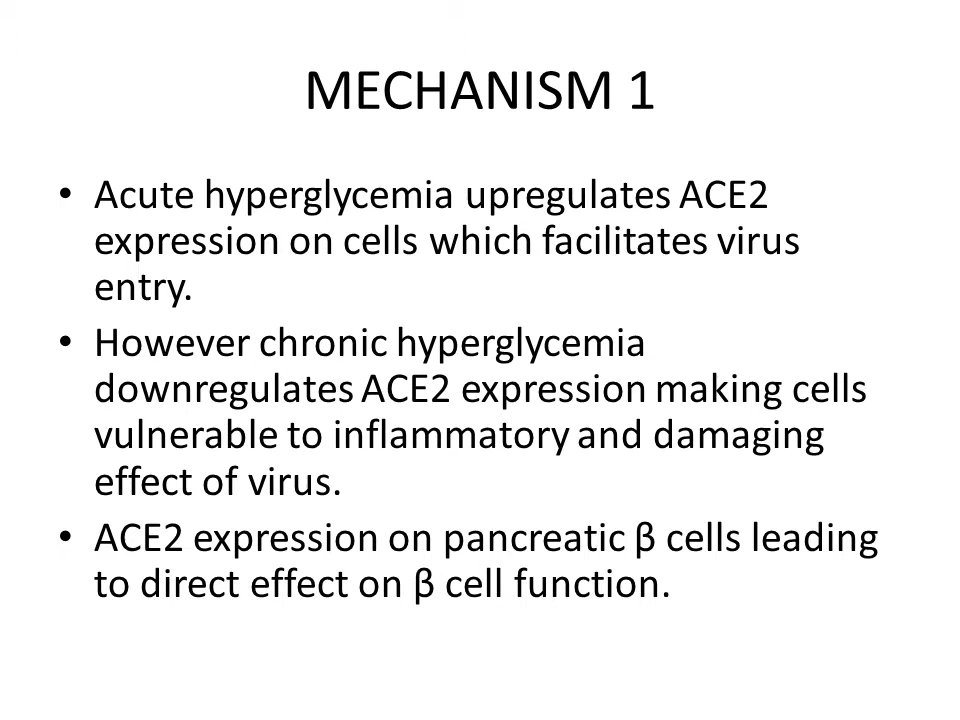 MECHANISM 1
• Acute hyperglycemia upregulates ACE2
expression on cells which facilitates virus
entry.
• However chronic hyperglycemia
downregulates ACE2 expression making cells
vulnerable to inflammatory and damaging
effect of virus.
• ACE2 expression on pancreatic β cells leading
to direct effect on β cell function.